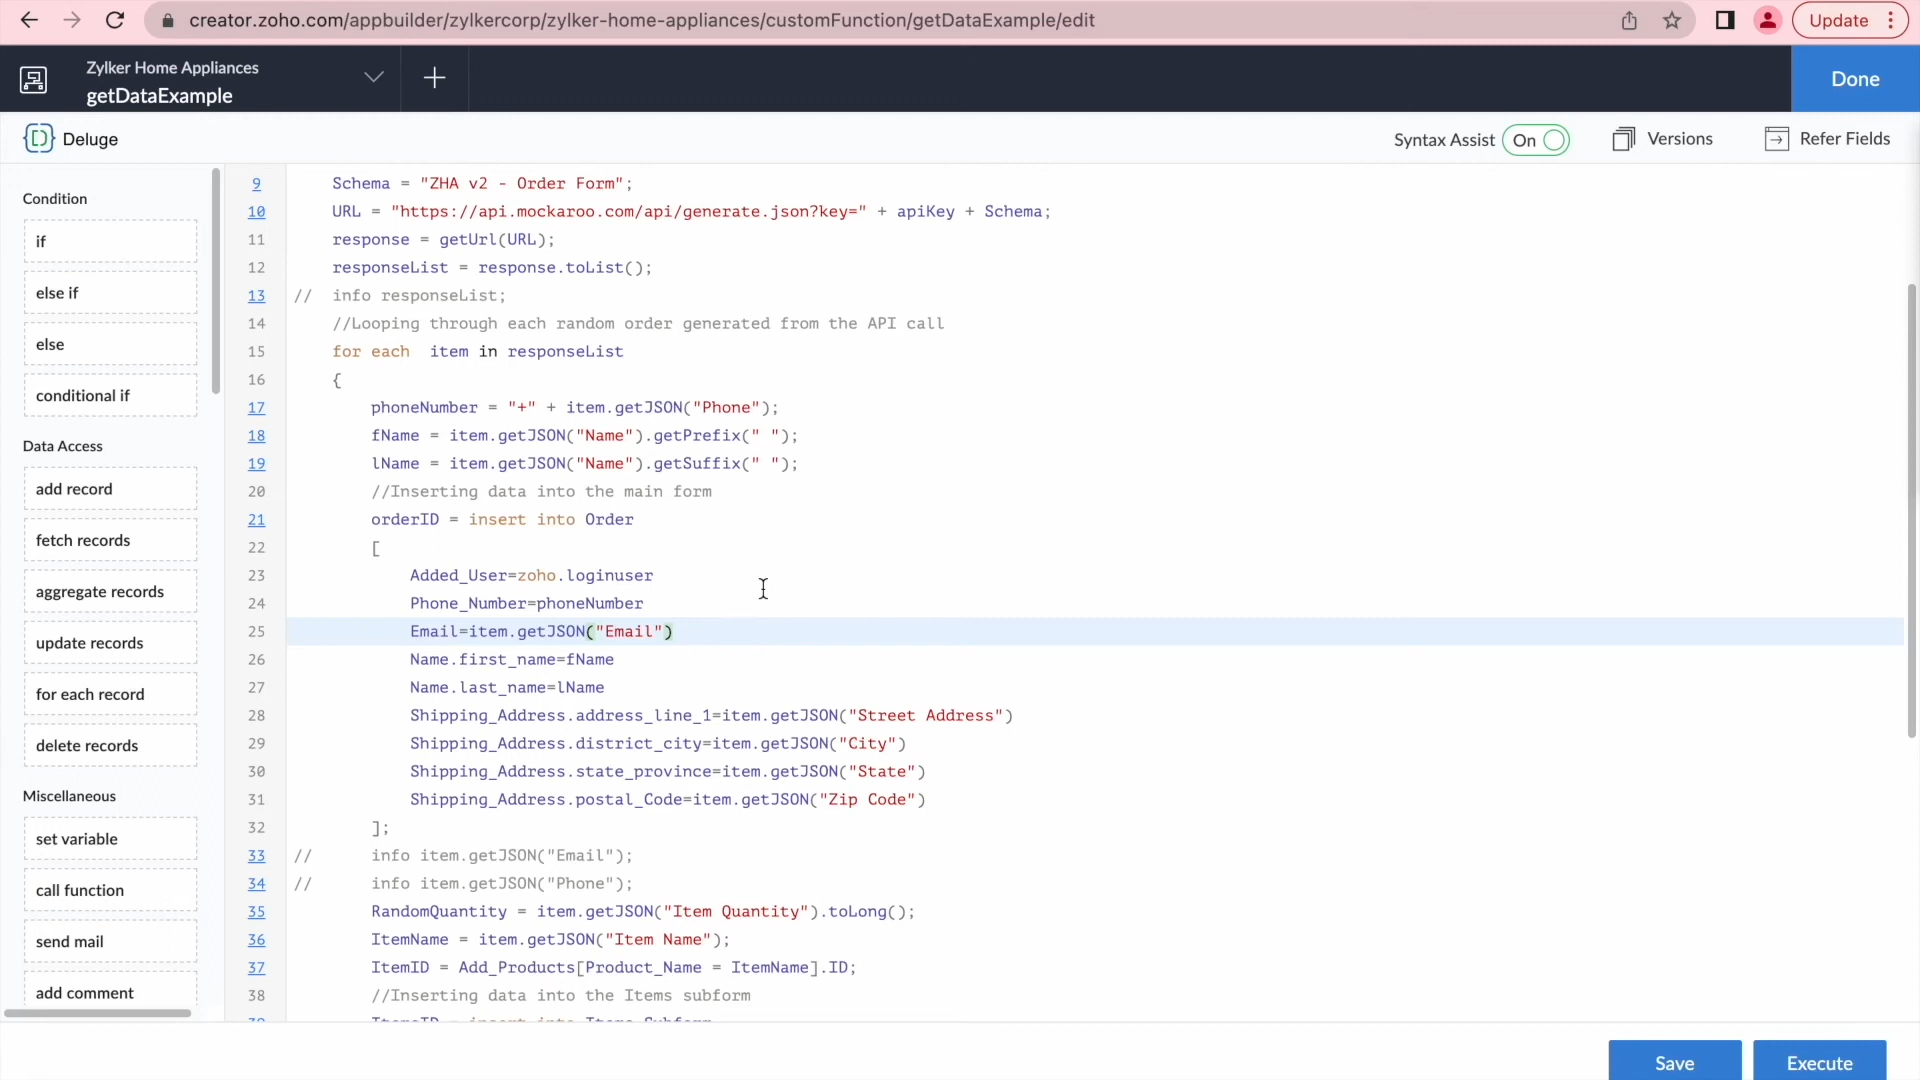 creator.zoho.com/appbuilder/zylkercorp/zylker-home-appliances/customFunction/getDataExample/edit
Update
Zylker Home Appliances
getDataExample
Done
Deluge
Syntax Assist On
Versions
Refer Fields
Condition
if
else if
else
conditional if
Data Access
add record
fetch records
aggregate records
update records
for each record
delete records
Miscellaneous
set variable
call function
send mail
add comment
9 Schema = "ZHA v2 - Order Form";
10 URL = "https://api.mockaroo.com/api/generate.json?key=" + apiKey + Schema;
11 response = getUrl(URL);
12 responseList = response.toList();
13 // info responseList;
14 //Looping through each random order generated from the API call
15 for each  item in responseList
16 {
17 phoneNumber = "+" + item.getJSON("Phone");
18 fName = item.getJSON("Name").getPrefix(" ");
19 lName = item.getJSON("Name").getSuffix(" ");
20 //Inserting data into the main form
21 orderID = insert into Order
22 [
23 Added_User=zoho.loginuser
24 Phone_Number=phoneNumber
25 Email=item.getJSON("Email")
26 Name.first_name=fName
27 Name.last_name=lName
28 Shipping_Address.address_line_1=item.getJSON("Street Address")
29 Shipping_Address.district_city=item.getJSON("City")
30 Shipping_Address.state_province=item.getJSON("State")
31 Shipping_Address.postal_Code=item.getJSON("Zip Code")
32 ];
33 // info item.getJSON("Email");
34 // info item.getJSON("Phone");
35 RandomQuantity = item.getJSON("Item Quantity").toLong();
36 ItemName = item.getJSON("Item Name");
37 ItemID = Add_Products[Product_Name = ItemName].ID;
38 //Inserting data into the Items subform
Save
Execute